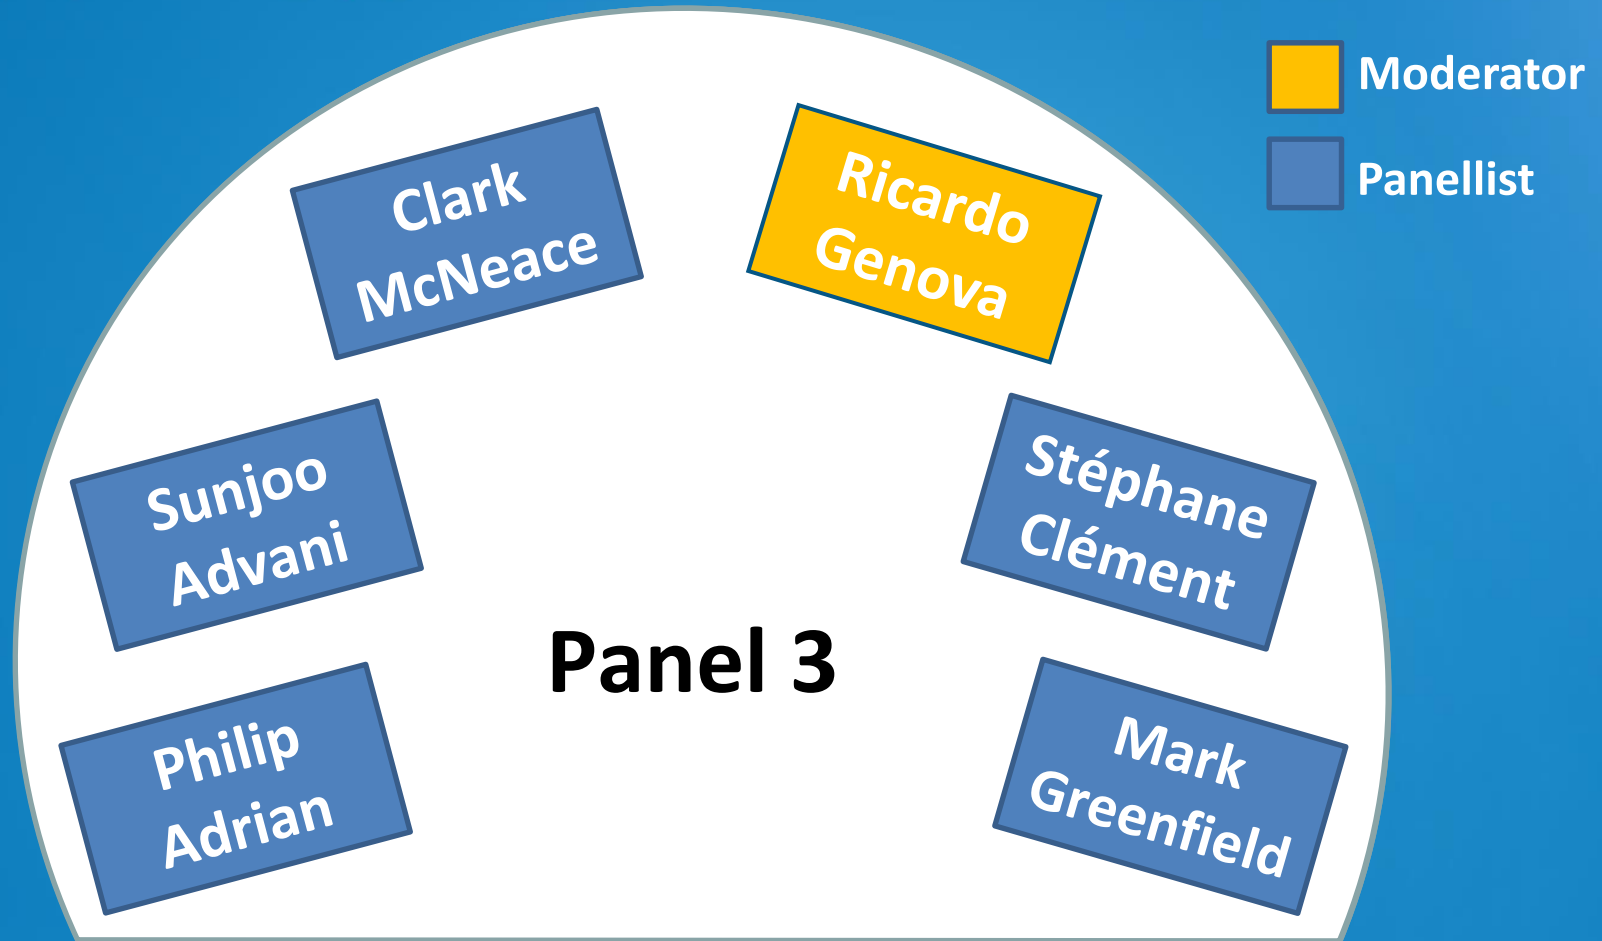 Moderator
Panellist
Clark
McNeace
Ricardo
Genova
Sunjoo
Advani
Stéphane
Clément
Panel 3
Philip
Adrian
Mark
Greenfield